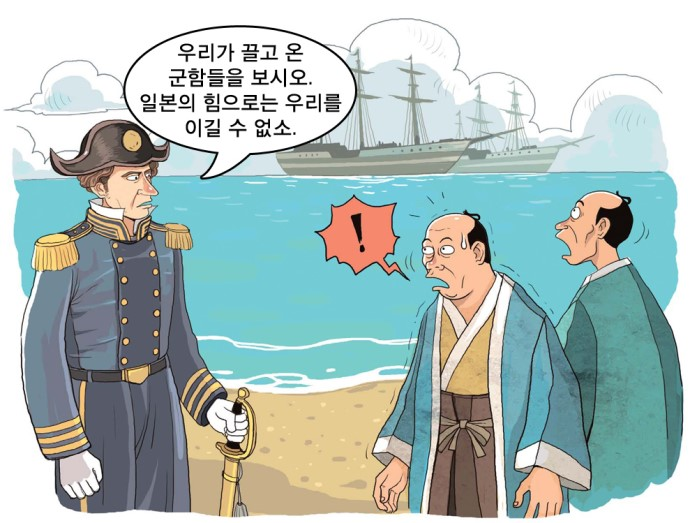 우리가 끌고 온
군함들을 보시오.
일본의 힘으로는 우리를
이길 수 없소.
!